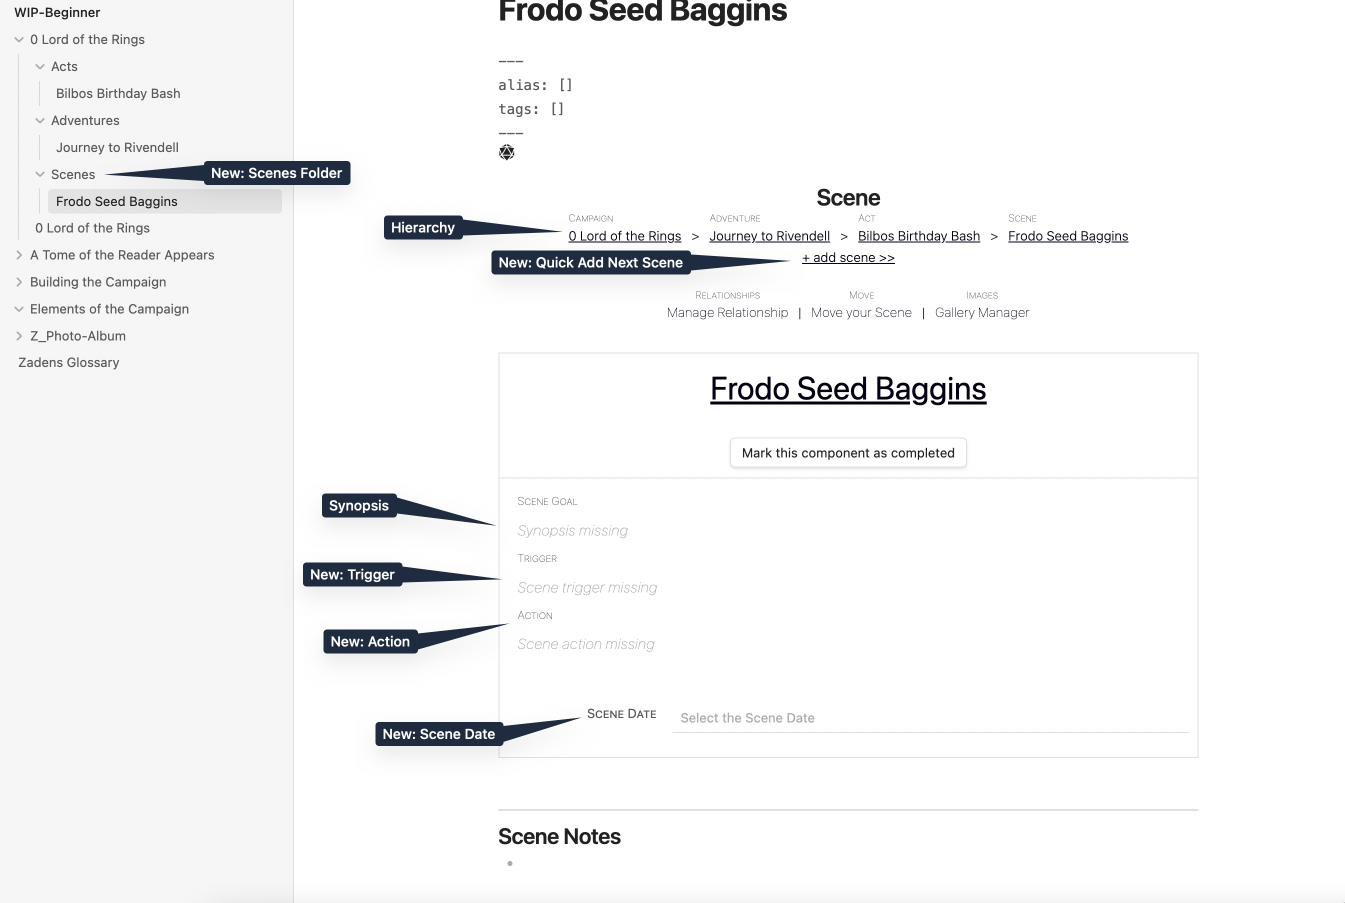 WIP-Beginner
0 Lord of the Rings
Acts
Bilbos Birthday Bash
Adventures
Journey to Rivendell
Scenes
New: Scenes Folder
Frodo Seed Baggins
0 Lord of the Rings
A Tome of the Reader Appears
Building the Campaign
Elements of the Campaign
Z_Photo-Album
Zadens Glossary
Frodo Seed Baggins
---
alias: []
tags: []
---
Scene
Campaign Adventure Act Scene
Hierarchy
0 Lord of the Rings > Journey to Rivendell > Bilbos Birthday Bash > Frodo Seed Baggins
New: Quick Add Next Scene
+ add scene >>
Relationships Move Images
Manage Relationship | Move your Scene | Gallery Manager
Frodo Seed Baggins
Mark this component as completed
Scene Goal
Synopsis
Synopsis missing
Trigger
New: Trigger
Scene trigger missing
Action
New: Action
Scene action missing
Scene Date
Select the Scene Date
New: Scene Date
Scene Notes